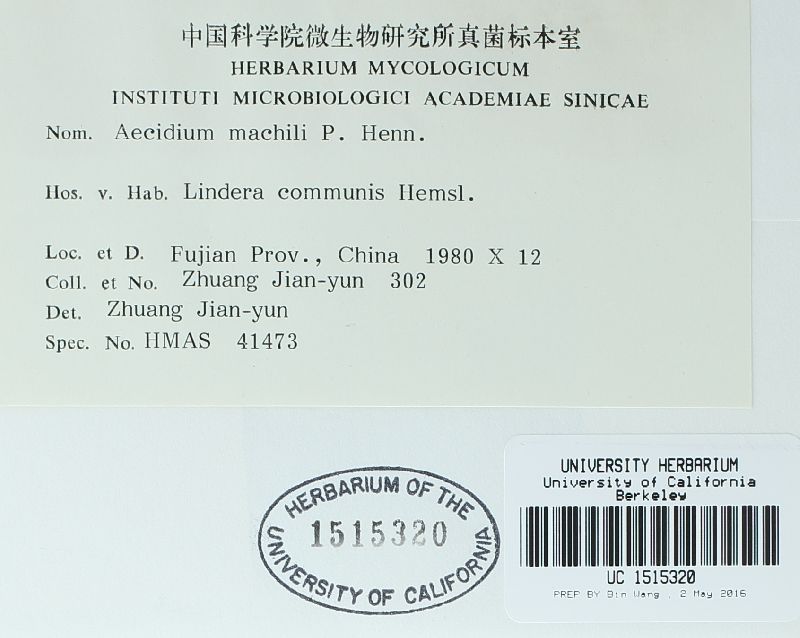 中国科学院微生物研究所真菌标本室
HERBARIUM MYCOLOGICUM
INSTITUTI MICROBIOLOGICI ACADEMIAE SINICAE
Nom. Aecidium machili P. Henn.
Hos. v. Hab. Lindera communis Hemsl.
Loc. et D. Fujian Prov., China 1980 X 12
Coll. et No. Zhuang Jian-yun 302
Det. Zhuang Jian-yun
Spec. No. HMAS 41473
HERBARIUM OF THE
1515320
UNIVERSITY OF CALIFORNIA
UNIVERSITY HERBARIUM
University of California
Berkeley
UC 1515320
PREP BY Bin Wang , 2 May 2016